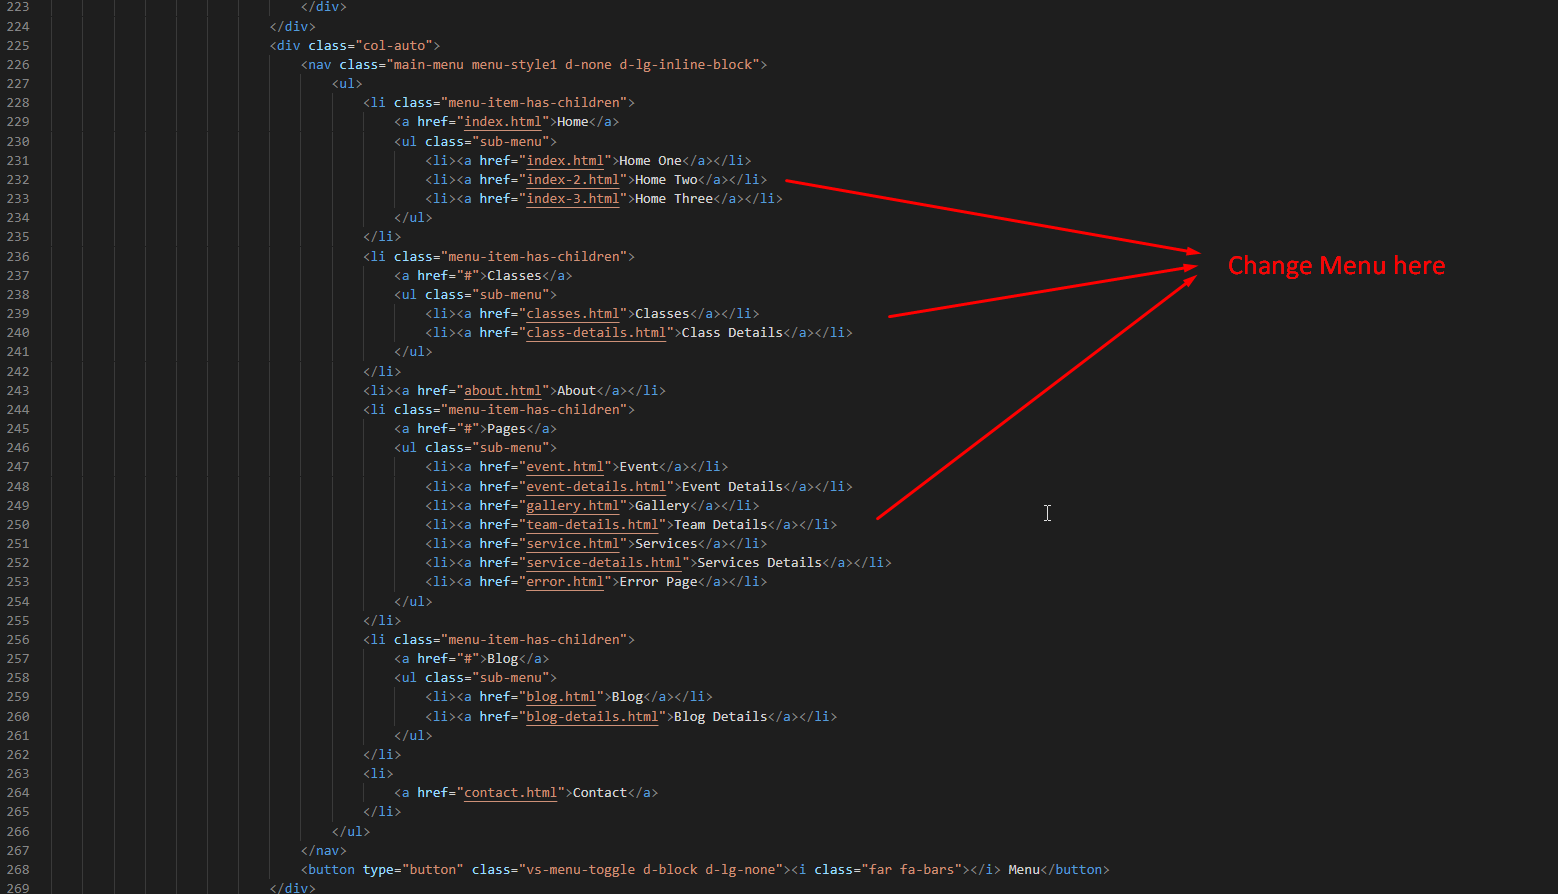 223 </div>
224 </div>
225 <div class="col-auto">
226 <nav class="main-menu menu-style1 d-none d-lg-inline-block">
227 <ul>
228 <li class="menu-item-has-children">
229 <a href="index.html">Home</a>
230 <ul class="sub-menu">
231 <li><a href="index.html">Home One</a></li>
232 <li><a href="index-2.html">Home Two</a></li>
233 <li><a href="index-3.html">Home Three</a></li>
234 </ul>
235 </li>
236 <li class="menu-item-has-children">
Change Menu here
237 <a href="#">Classes</a>
238 <ul class="sub-menu">
239 <li><a href="classes.html">Classes</a></li>
240 <li><a href="class-details.html">Class Details</a></li>
241 </ul>
242 </li>
243 <li><a href="about.html">About</a></li>
244 <li class="menu-item-has-children">
245 <a href="#">Pages</a>
246 <ul class="sub-menu">
247 <li><a href="event.html">Event</a></li>
248 <li><a href="event-details.html">Event Details</a></li>
249 <li><a href="gallery.html">Gallery</a></li>
250 <li><a href="team-details.html">Team Details</a></li>
251 <li><a href="service.html">Services</a></li>
252 <li><a href="service-details.html">Services Details</a></li>
253 <li><a href="error.html">Error Page</a></li>
254 </ul>
255 </li>
256 <li class="menu-item-has-children">
257 <a href="#">Blog</a>
258 <ul class="sub-menu">
259 <li><a href="blog.html">Blog</a></li>
260 <li><a href="blog-details.html">Blog Details</a></li>
261 </ul>
262 </li>
263 <li>
264 <a href="contact.html">Contact</a>
265 </li>
266 </ul>
267 </nav>
268 <button type="button" class="vs-menu-toggle d-block d-lg-none"><i class="far fa-bars"></i> Menu</button>
269 </div>